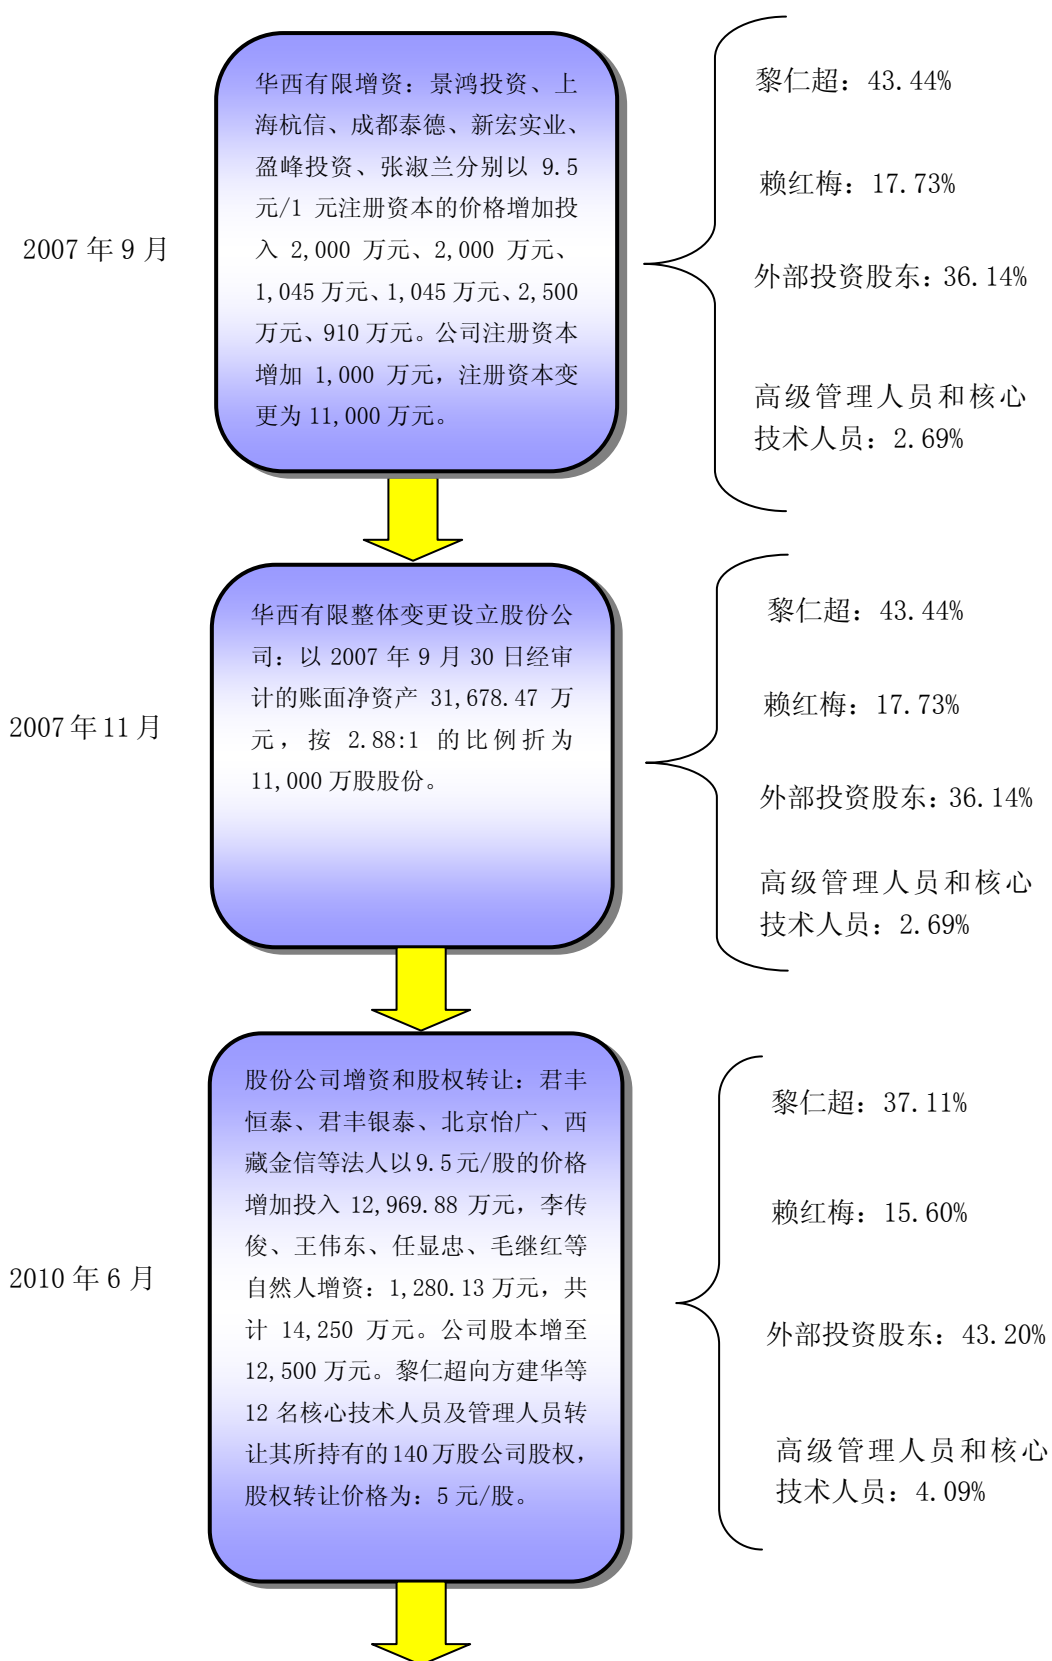 华西有限增资：景鸿投资、上
海杭信、成都泰德、新宏实业、
盈峰投资、张淑兰分别以 9.5
元/1 元注册资本的价格增加投
入 2,000 万元、2,000 万元、
1,045 万元、1,045 万元、2,500
万元、910 万元。公司注册资本
增加 1,000 万元，注册资本变
更为 11,000 万元。
2007 年 9 月
黎仁超：43.44%
赖红梅：17.73%
外部投资股东：36.14%
高级管理人员和核心
技术人员：2.69%
华西有限整体变更设立股份公
司：以 2007 年 9 月 30 日经审
计的账面净资产 31,678.47 万
元，按 2.88:1 的比例折为
11,000 万股股份。
2007 年 11 月
黎仁超：43.44%
赖红梅：17.73%
外部投资股东：36.14%
高级管理人员和核心
技术人员：2.69%
股份公司增资和股权转让：君丰
恒泰、君丰银泰、北京怡广、西
藏金信等法人以 9.5 元/股的价格
增加投入 12,969.88 万元，李传
俊、王伟东、任显忠、毛继红等
自然人增资：1,280.13 万元，共
计 14,250 万元。公司股本增至
12,500 万元。黎仁超向方建华等
12 名核心技术人员及管理人员转
让其所持有的 140 万股公司股权，
股权转让价格为：5 元/股。
2010 年 6 月
黎仁超：37.11%
赖红梅：15.60%
外部投资股东：43.20%
高级管理人员和核心
技术人员：4.09%